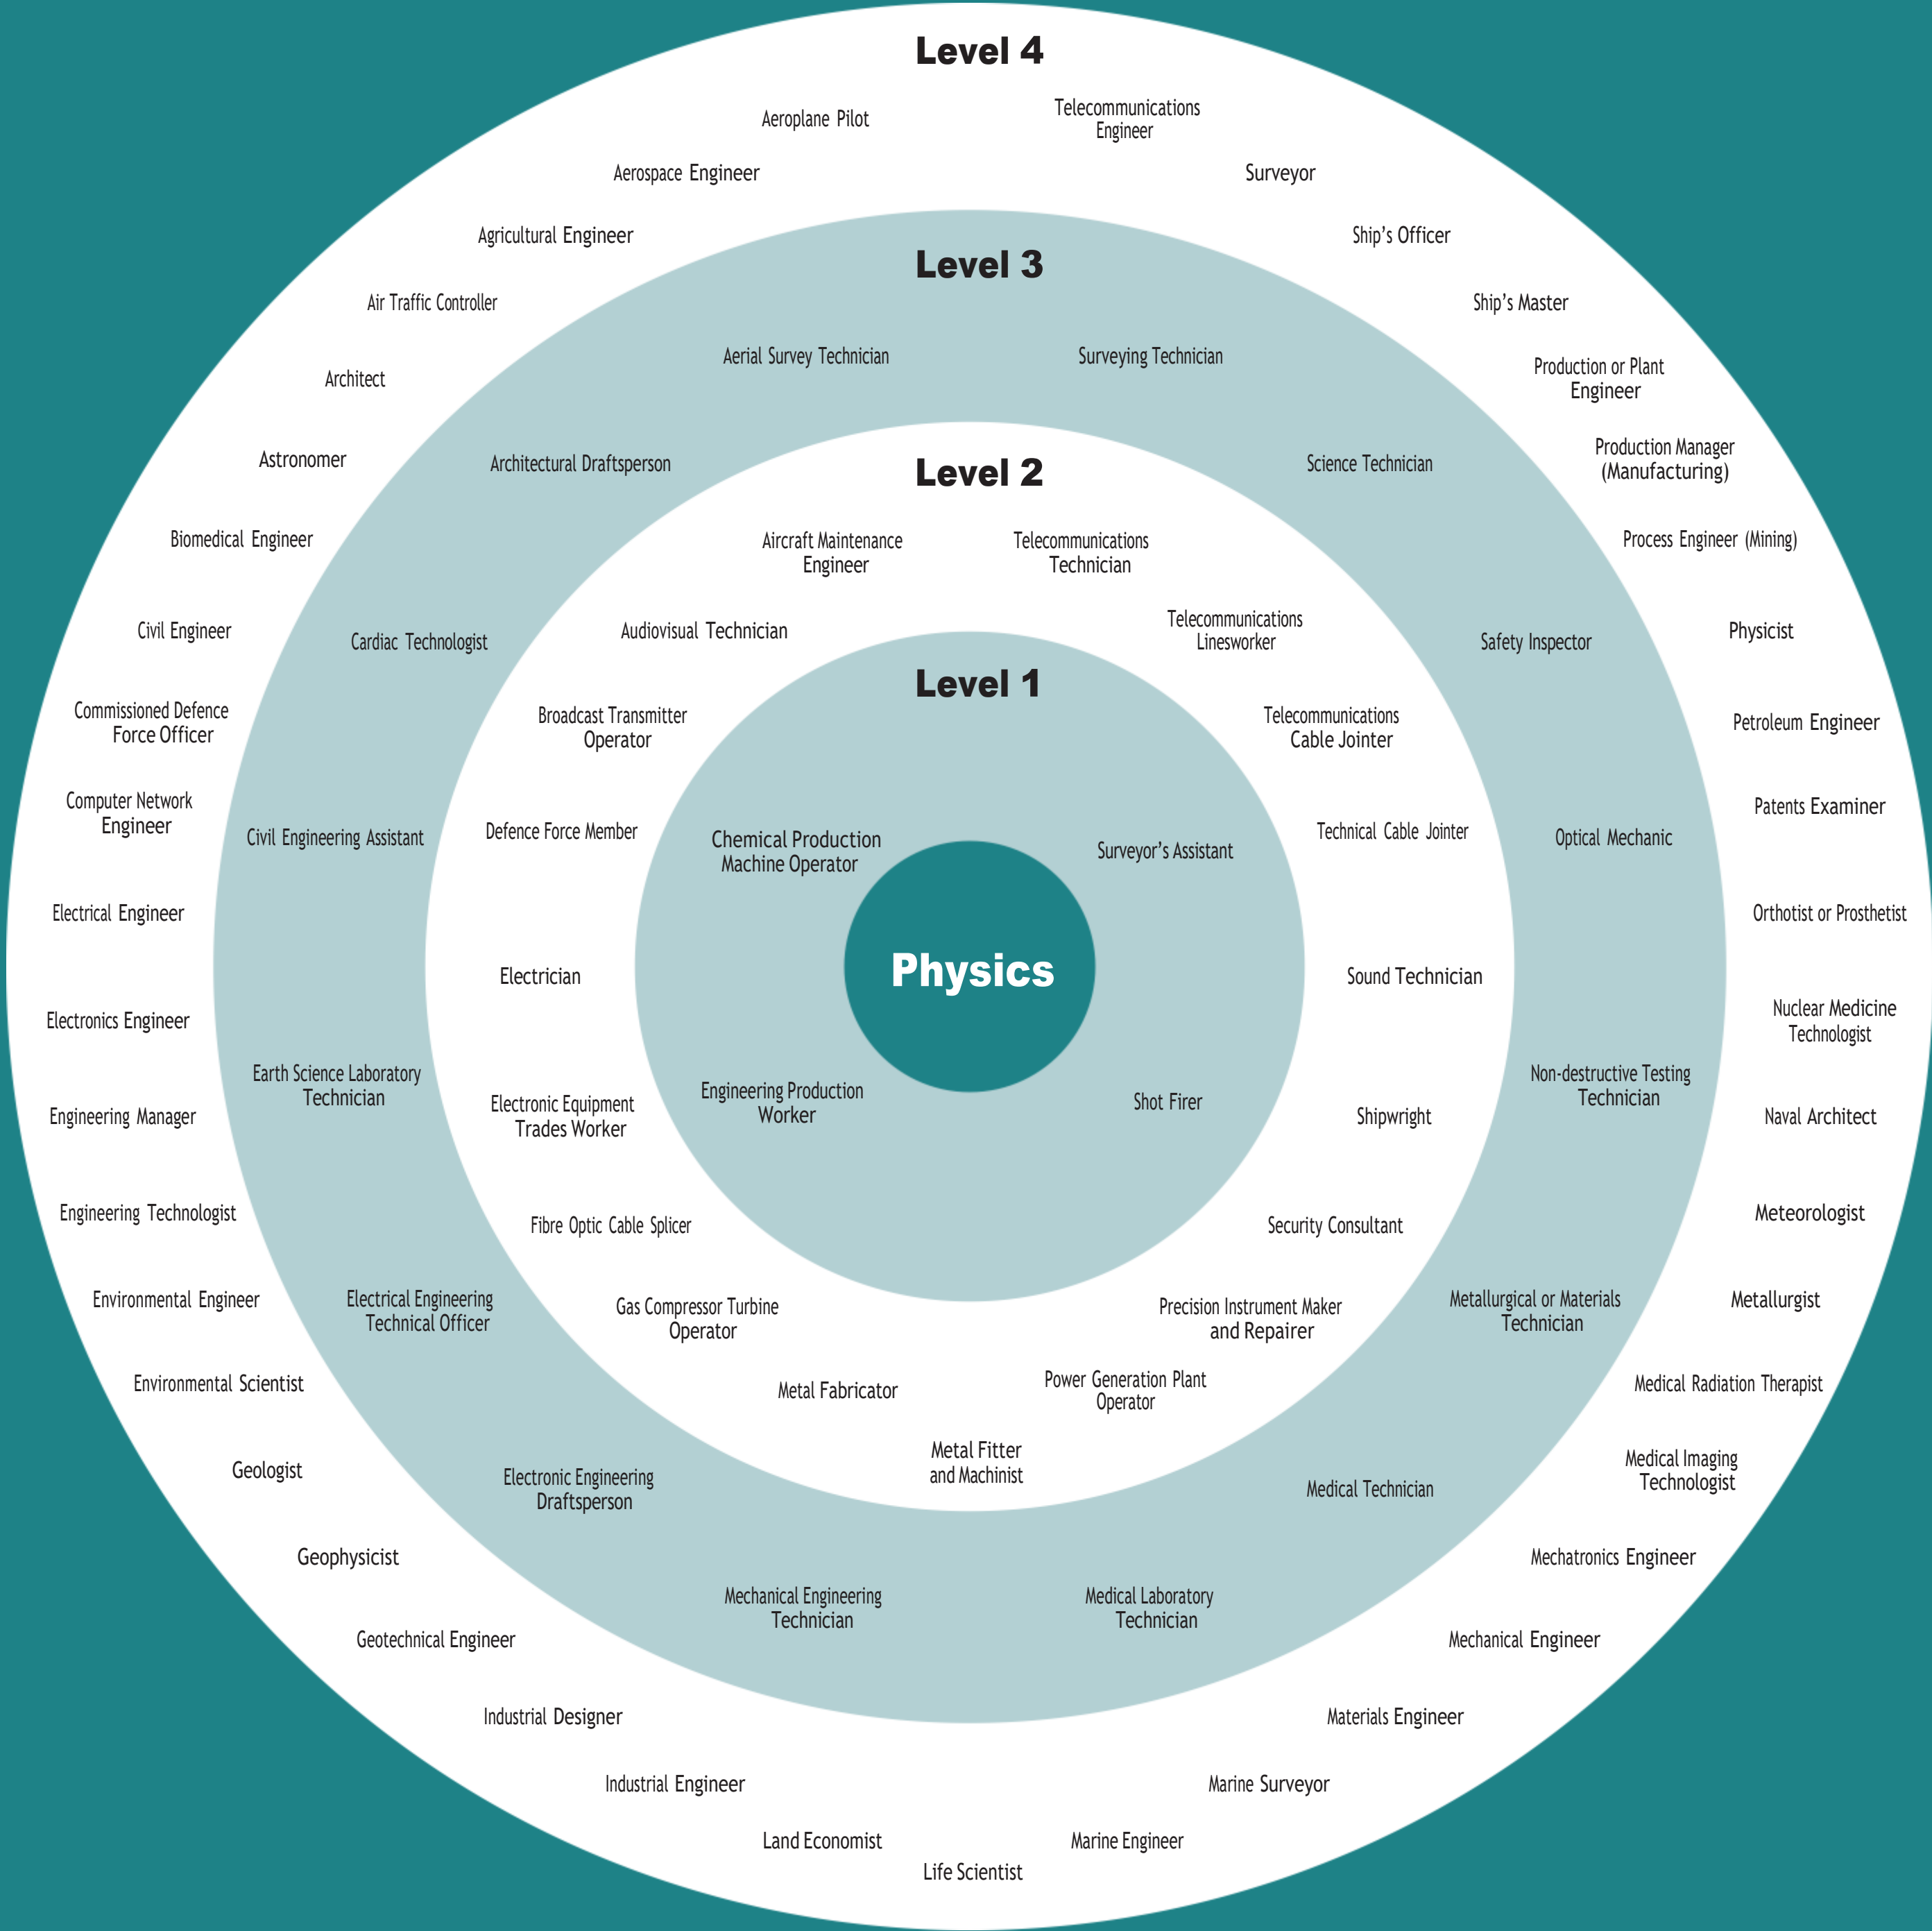 Level 4
Aeroplane Pilot
Telecommunications
Engineer
Aerospace Engineer
Surveyor
Agricultural Engineer
Ship's Officer
Air Traffic Controller
Ship's Master
Architect
Production or Plant
Engineer
Astronomer
Production Manager
(Manufacturing)
Biomedical Engineer
Process Engineer (Mining)
Civil Engineer
Physicist
Commissioned Defence
Force Officer
Petroleum Engineer
Computer Network
Engineer
Patents Examiner
Electrical Engineer
Orthotist or Prosthetist
Electronics Engineer
Nuclear Medicine
Technologist
Engineering Manager
Naval Architect
Engineering Technologist
Meteorologist
Environmental Engineer
Metallurgist
Environmental Scientist
Medical Radiation Therapist
Geologist
Medical Imaging
Technologist
Geophysicist
Mechatronics Engineer
Geotechnical Engineer
Mechanical Engineer
Industrial Designer
Materials Engineer
Industrial Engineer
Marine Surveyor
Land Economist
Marine Engineer
Life Scientist
Level 3
Aerial Survey Technician
Surveying Technician
Architectural Draftsperson
Science Technician
Cardiac Technologist
Safety Inspector
Civil Engineering Assistant
Optical Mechanic
Earth Science Laboratory
Technician
Non-destructive Testing
Technician
Electrical Engineering
Technical Officer
Metallurgical or Materials
Technician
Electronic Engineering
Draftsperson
Medical Technician
Mechanical Engineering
Technician
Medical Laboratory
Technician
Level 2
Aircraft Maintenance
Engineer
Telecommunications
Technician
Audiovisual Technician
Telecommunications
Linesworker
Broadcast Transmitter
Operator
Telecommunications
Cable Jointer
Defence Force Member
Technical Cable Jointer
Electrician
Sound Technician
Electronic Equipment
Trades Worker
Shipwright
Fibre Optic Cable Splicer
Security Consultant
Gas Compressor Turbine
Operator
Precision Instrument Maker
and Repairer
Metal Fabricator
Power Generation Plant
Operator
Metal Fitter
and Machinist
Level 1
Chemical Production
Machine Operator
Surveyor's Assistant
Engineering Production
Worker
Shot Firer
Physics